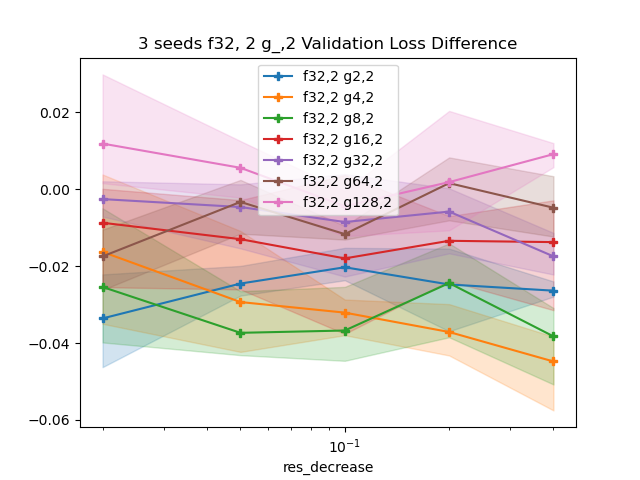 3 seeds f32, 2 g_,2 Validation Loss Difference
f32,2 g2,2
f32,2 g4,2
f32,2 g8,2
f32,2 g16,2
f32,2 g32,2
f32,2 g64,2
f32,2 g128,2
0.02
0.00
−0.02
−0.04
−0.06
10⁻¹
res_decrease